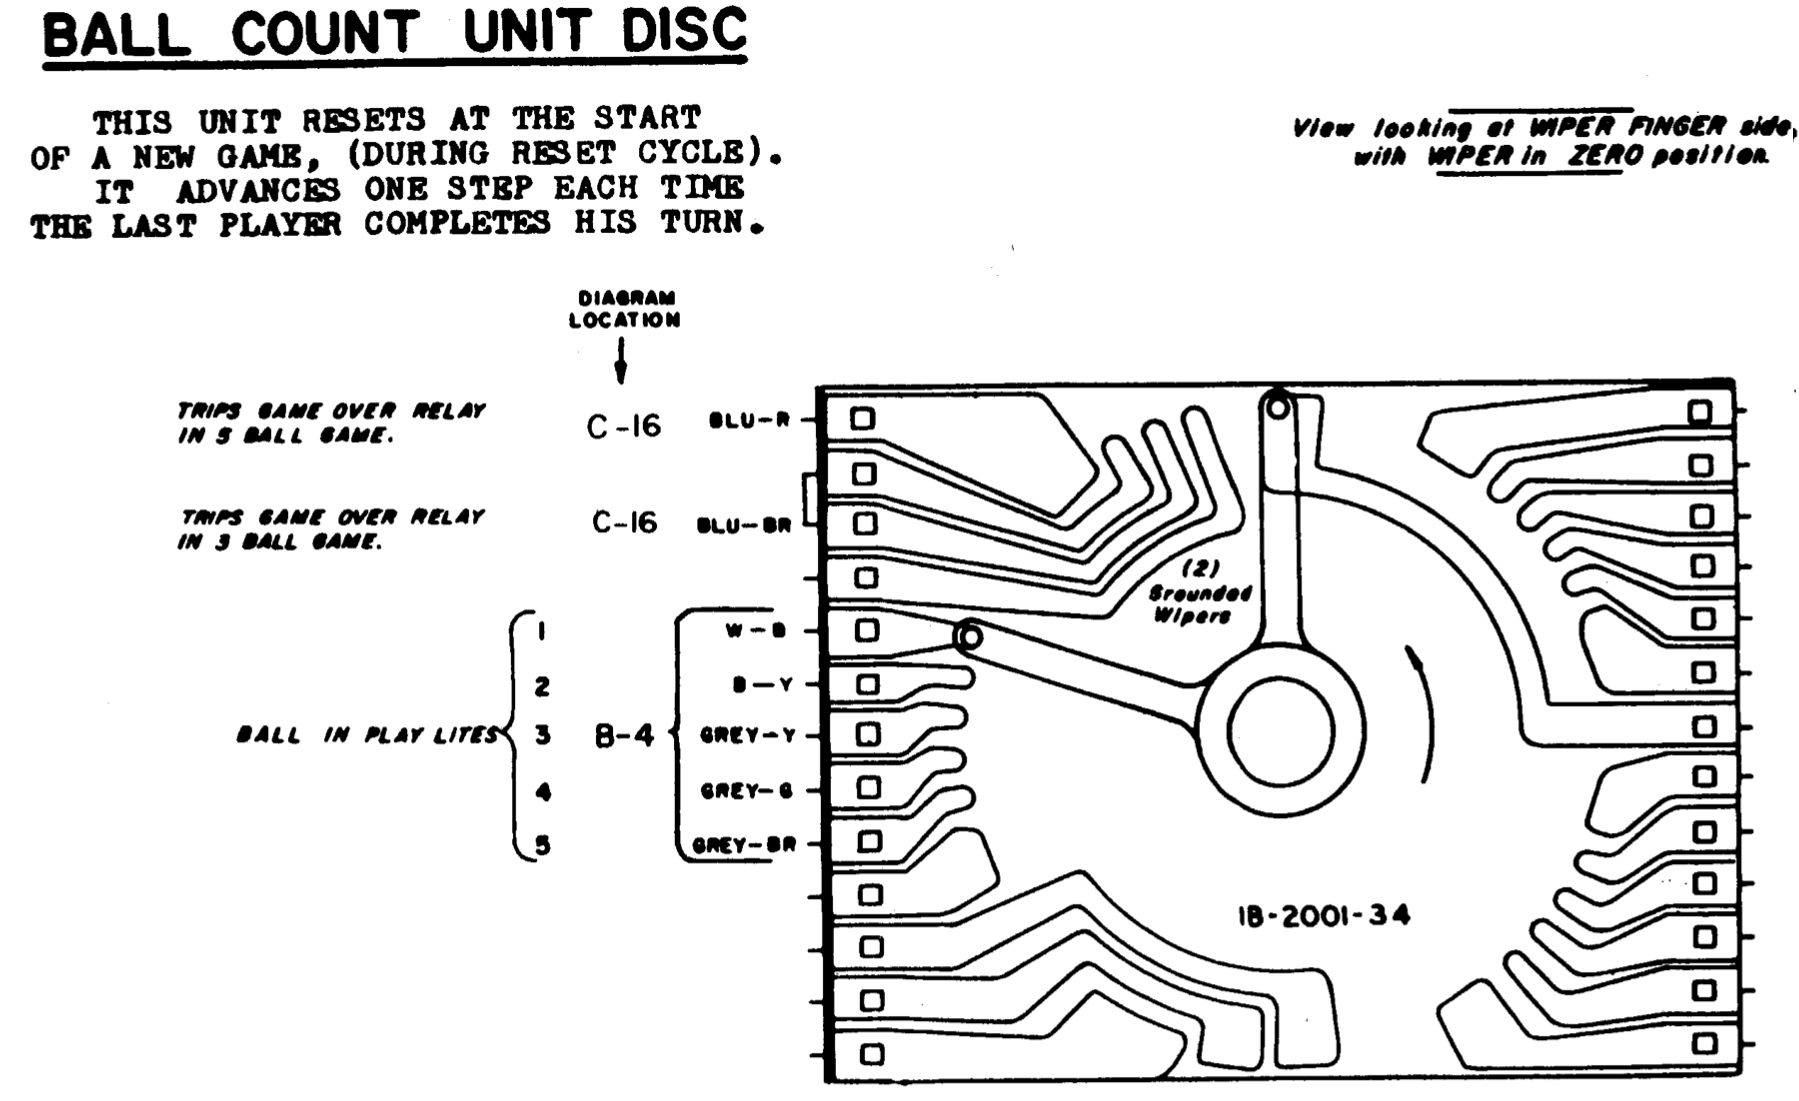 BALL COUNT UNIT DISC
THIS UNIT RESETS AT THE START
OF A NEW GAME, (DURING RESET CYCLE).
IT ADVANCES ONE STEP EACH TIME
THE LAST PLAYER COMPLETES HIS TURN.
View looking at WIPER FINGER side,
with WIPER in ZERO position.
DIAGRAM
LOCATION
TRIPS GAME OVER RELAY
IN 5 BALL GAME.
C-16
BLU-R
TRIPS GAME OVER RELAY
IN 3 BALL GAME.
C-16
BLU-BR
(2)
Grounded
Wipers
1
W-B
2
B-Y
BALL IN PLAY LITES
3
B-4
GREY-Y
4
GREY-G
5
GREY-BR
1B-2001-34